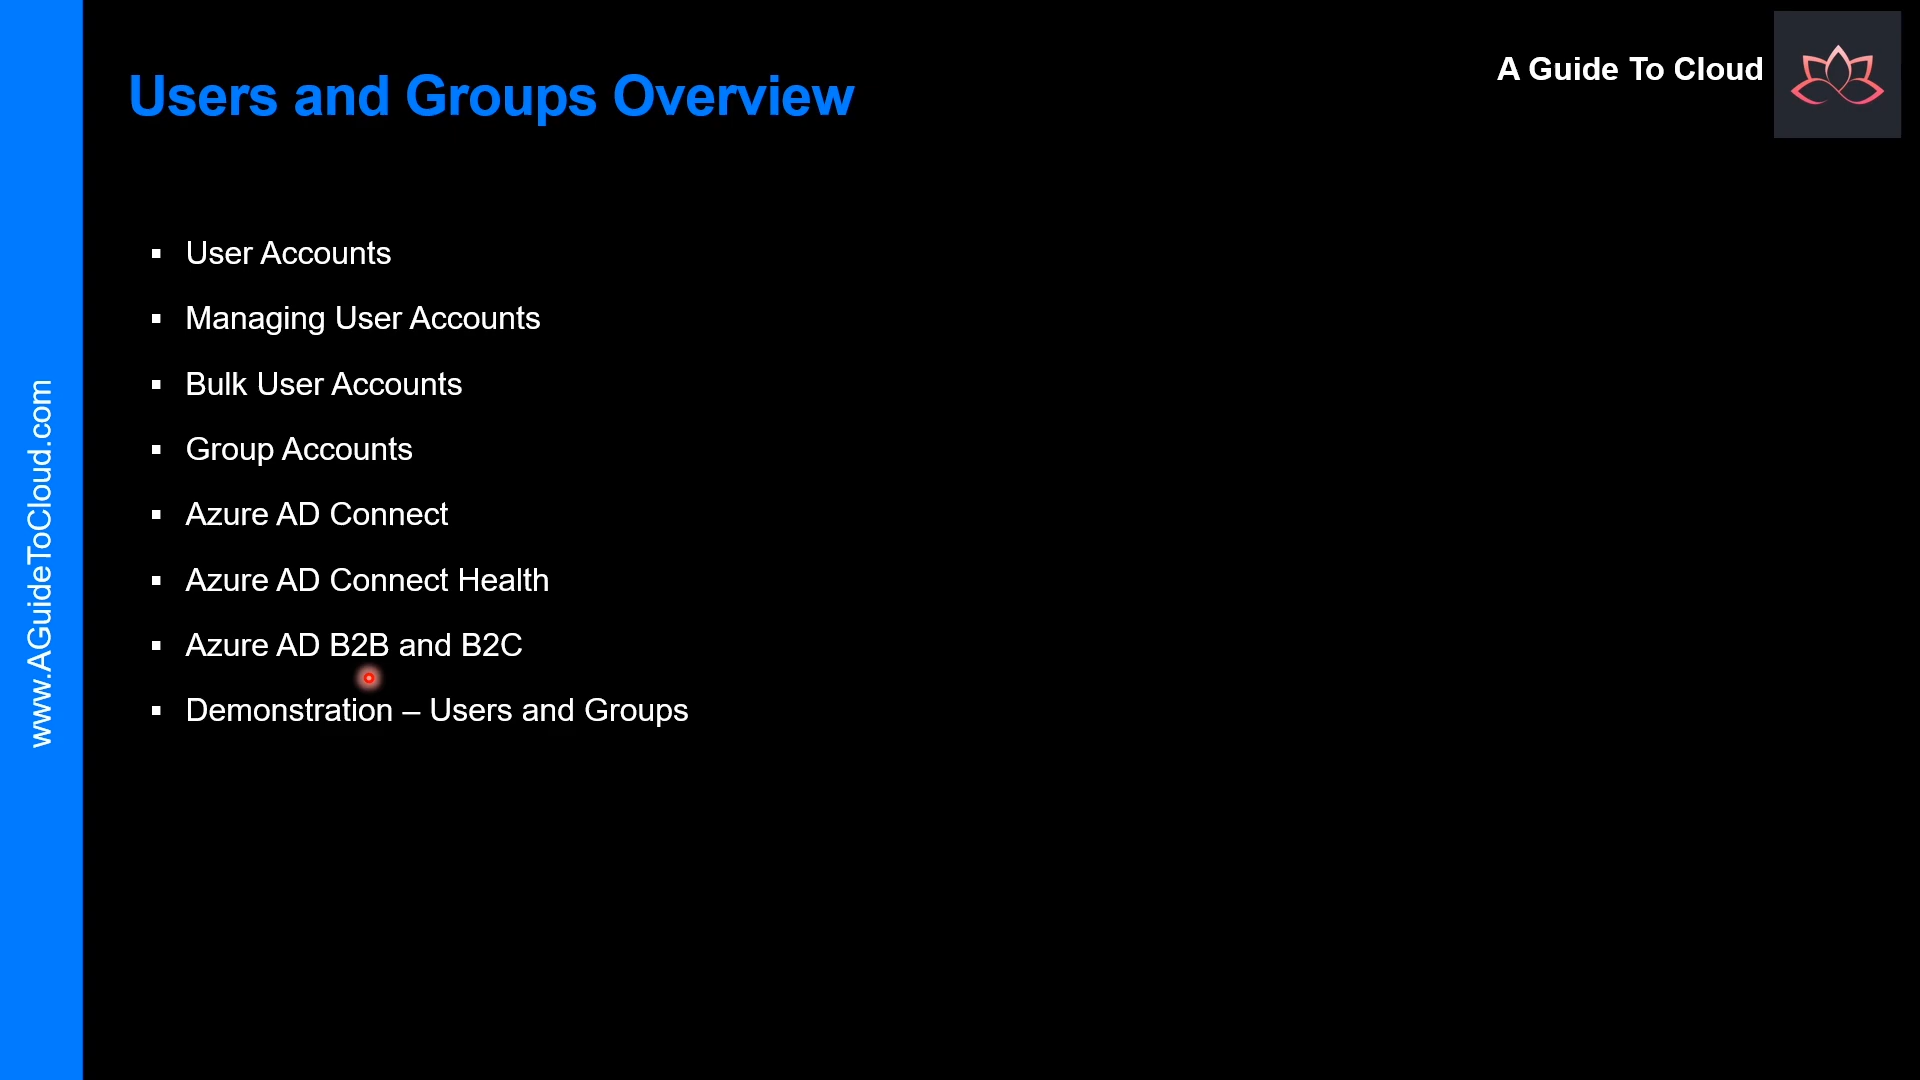 Users and Groups Overview
A Guide To Cloud
▪ User Accounts
▪ Managing User Accounts
▪ Bulk User Accounts
▪ Group Accounts
▪ Azure AD Connect
▪ Azure AD Connect Health
▪ Azure AD B2B and B2C
▪ Demonstration – Users and Groups
www.AGuideToCloud.com